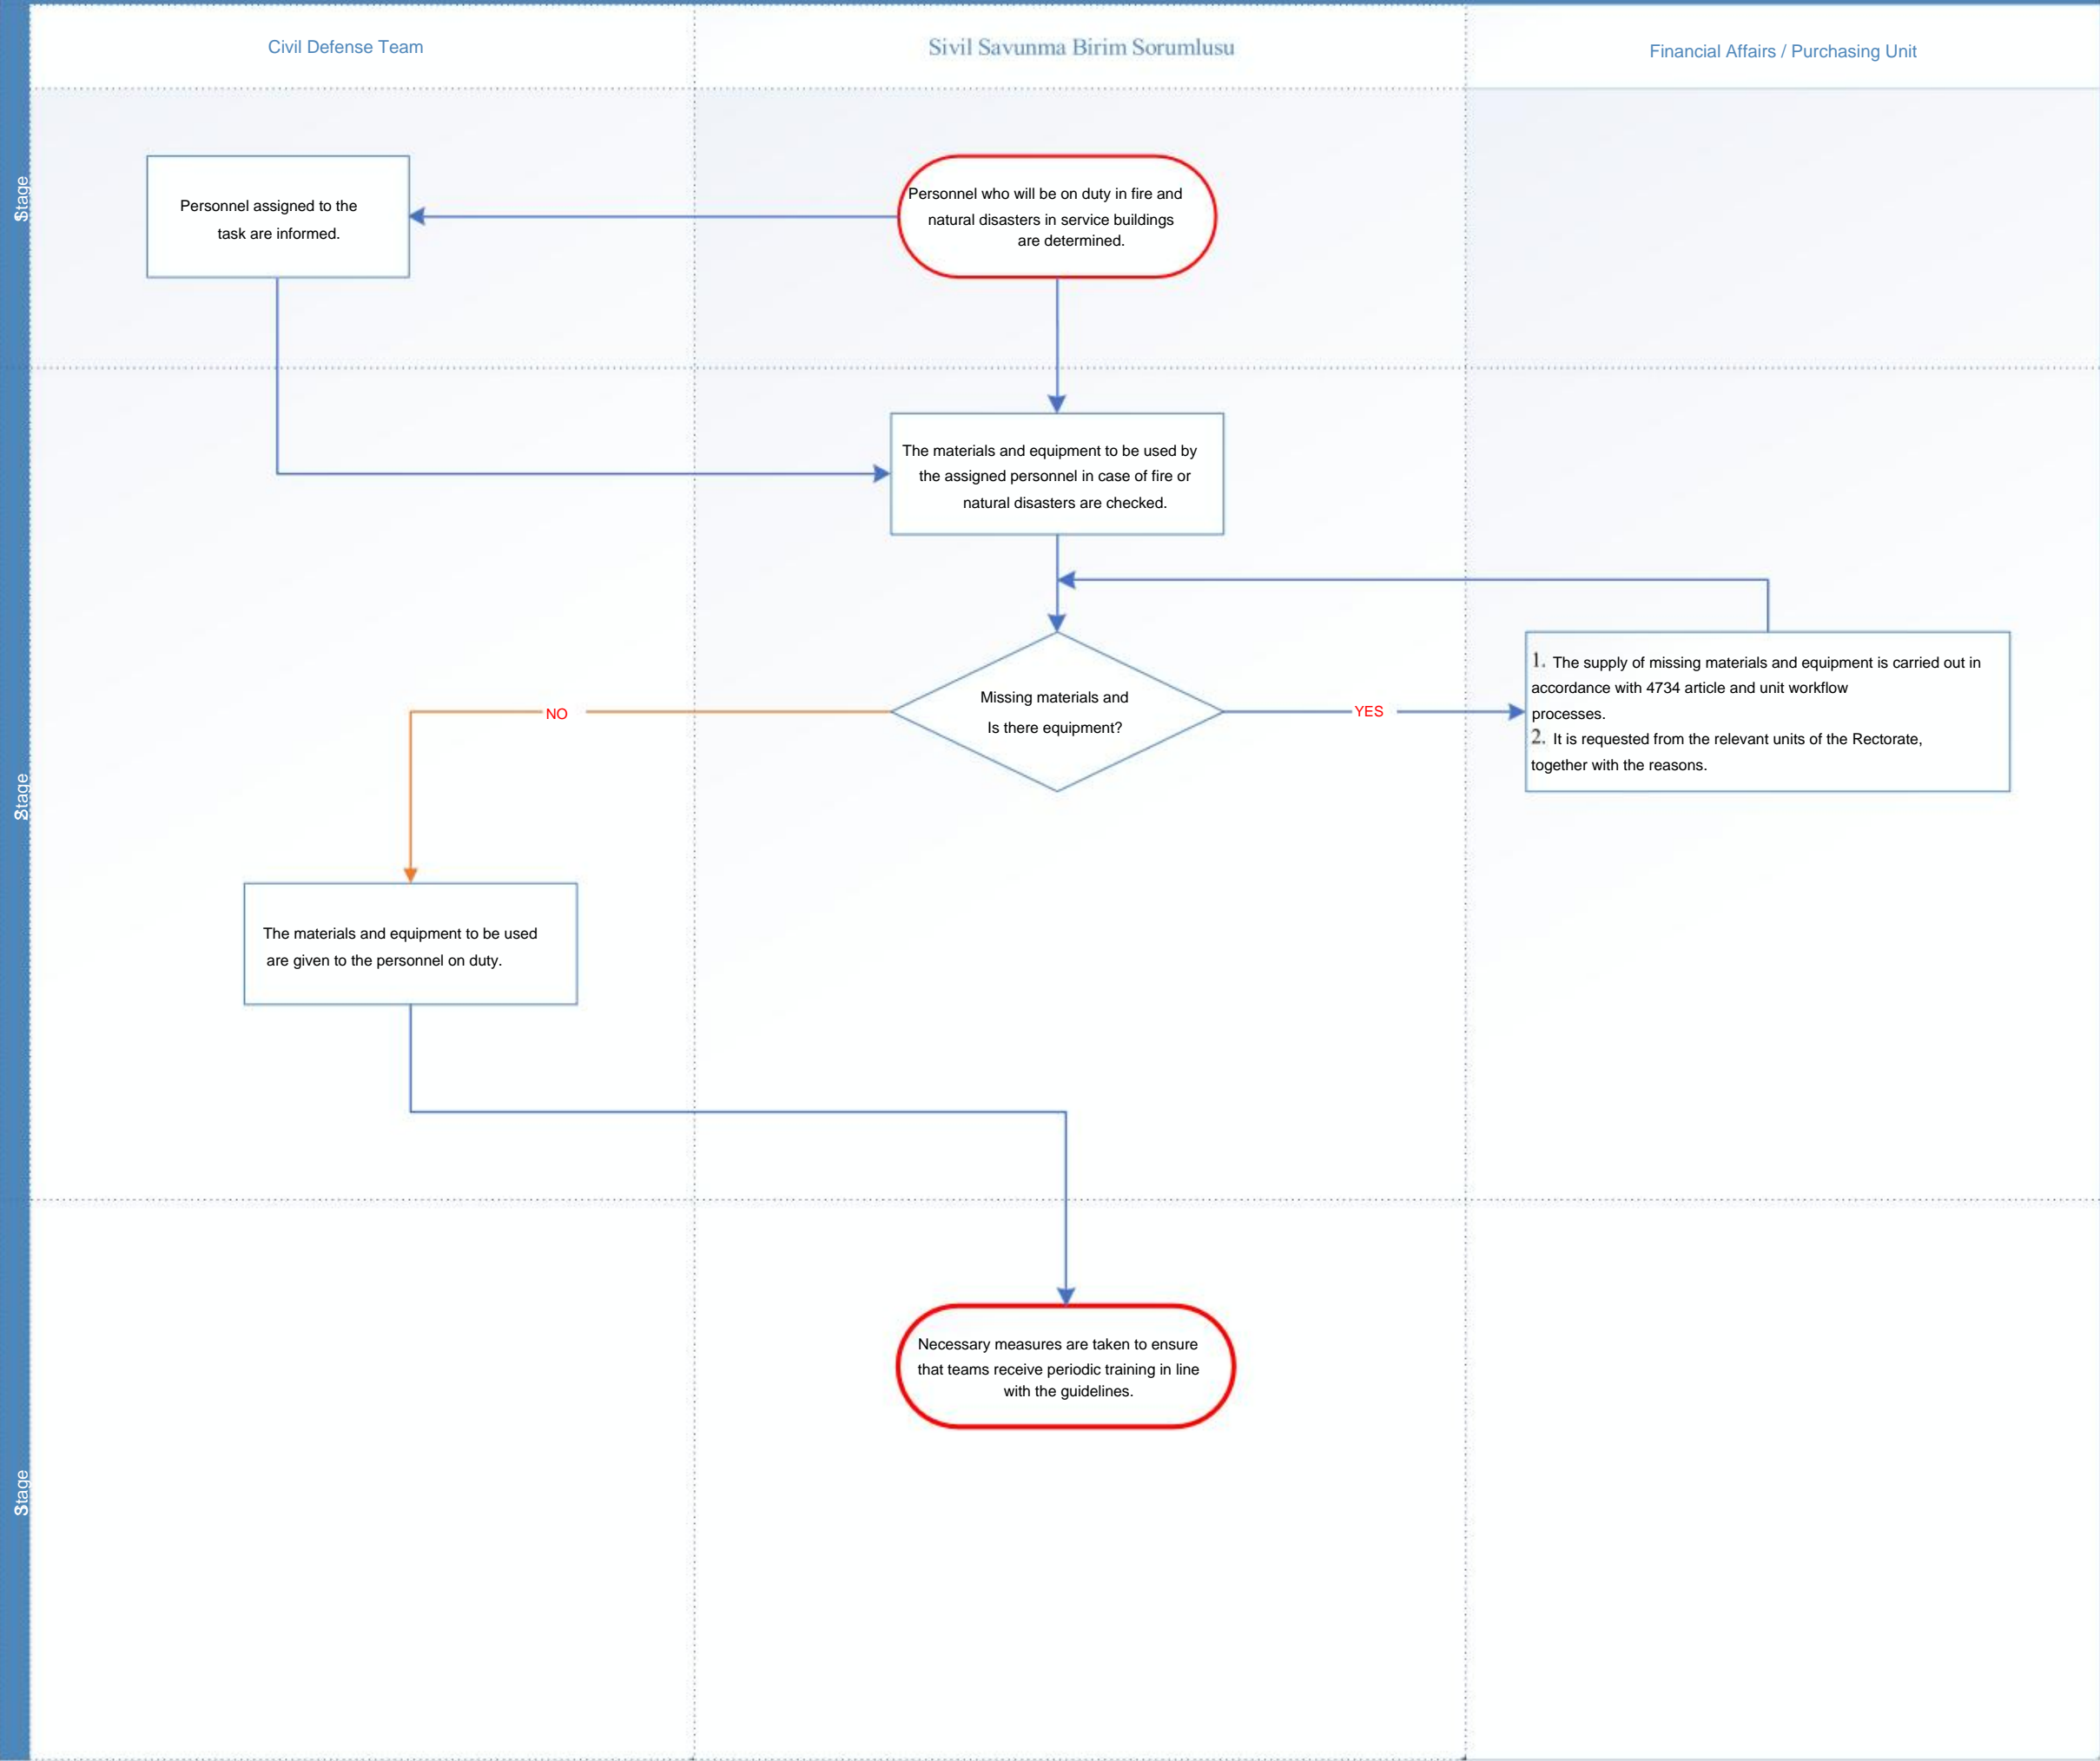 Civil Defense Team
Sivil Savunma Birim Sorumlusu
Financial Affairs / Purchasing Unit
Stage
Personnel assigned to the
task are informed.
Personnel who will be on duty in fire and
natural disasters in service buildings
are determined.
Stage
The materials and equipment to be used by
the assigned personnel in case of fire or
natural disasters are checked.
Missing materials and
Is there equipment?
NO
YES
1. The supply of missing materials and equipment is carried out in
accordance with 4734 article and unit workflow
processes.
2. It is requested from the relevant units of the Rectorate,
together with the reasons.
The materials and equipment to be used
are given to the personnel on duty.
Stage
Necessary measures are taken to ensure
that teams receive periodic training in line
with the guidelines.